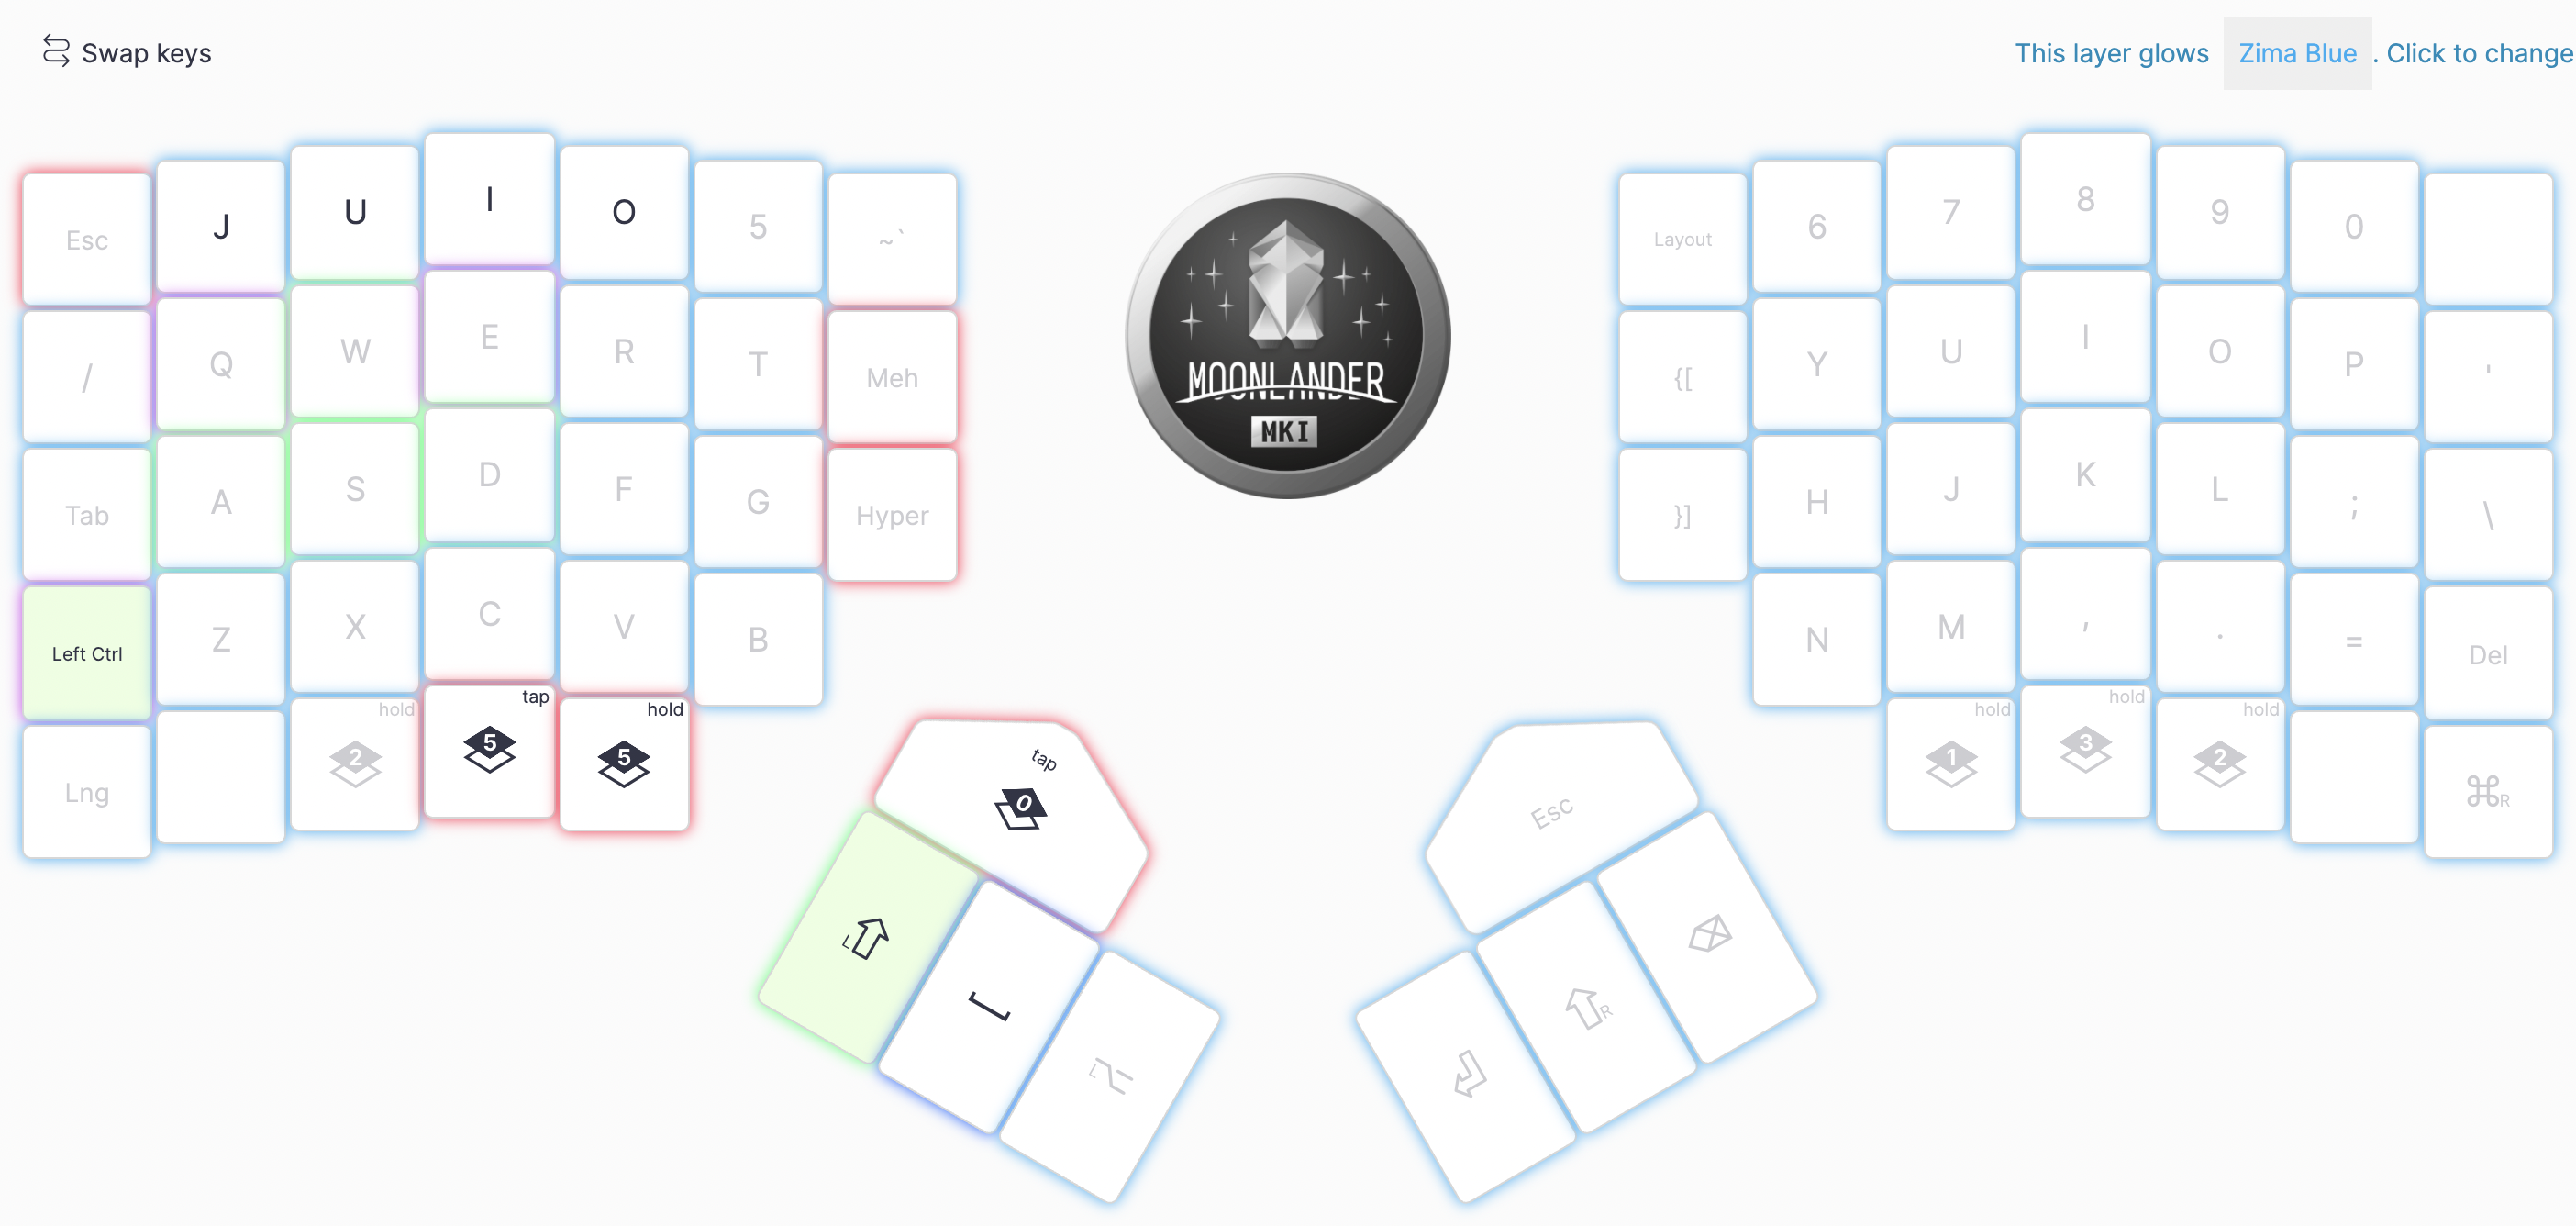 Swap keys
This layer glows Zima Blue . Click to change
Esc J U I O 5 ~`
Layout 6 7 8 9 0
/ Q W E R T Meh
{[ Y U I O P '
Tab A S D F G Hyper
}] H J K L ; \
Left Ctrl Z X C V B
N M , . = Del
Lng hold 2 tap 5 hold 5
hold 1 hold 3 hold 2 ⌘R
tap 0
Esc
L
L
R
MOONLANDER
MKI